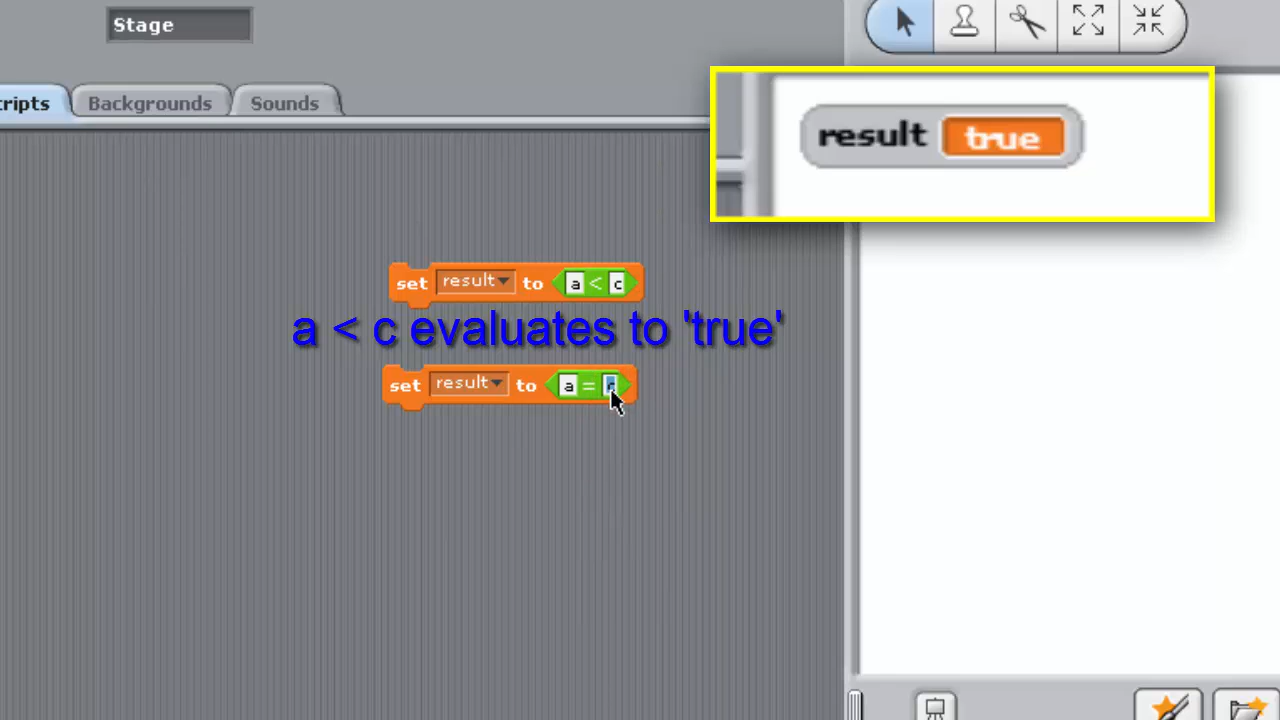 Stage
cripts Backgrounds Sounds
result true
set result to a < c
a < c evaluates to 'true'
set result to a =